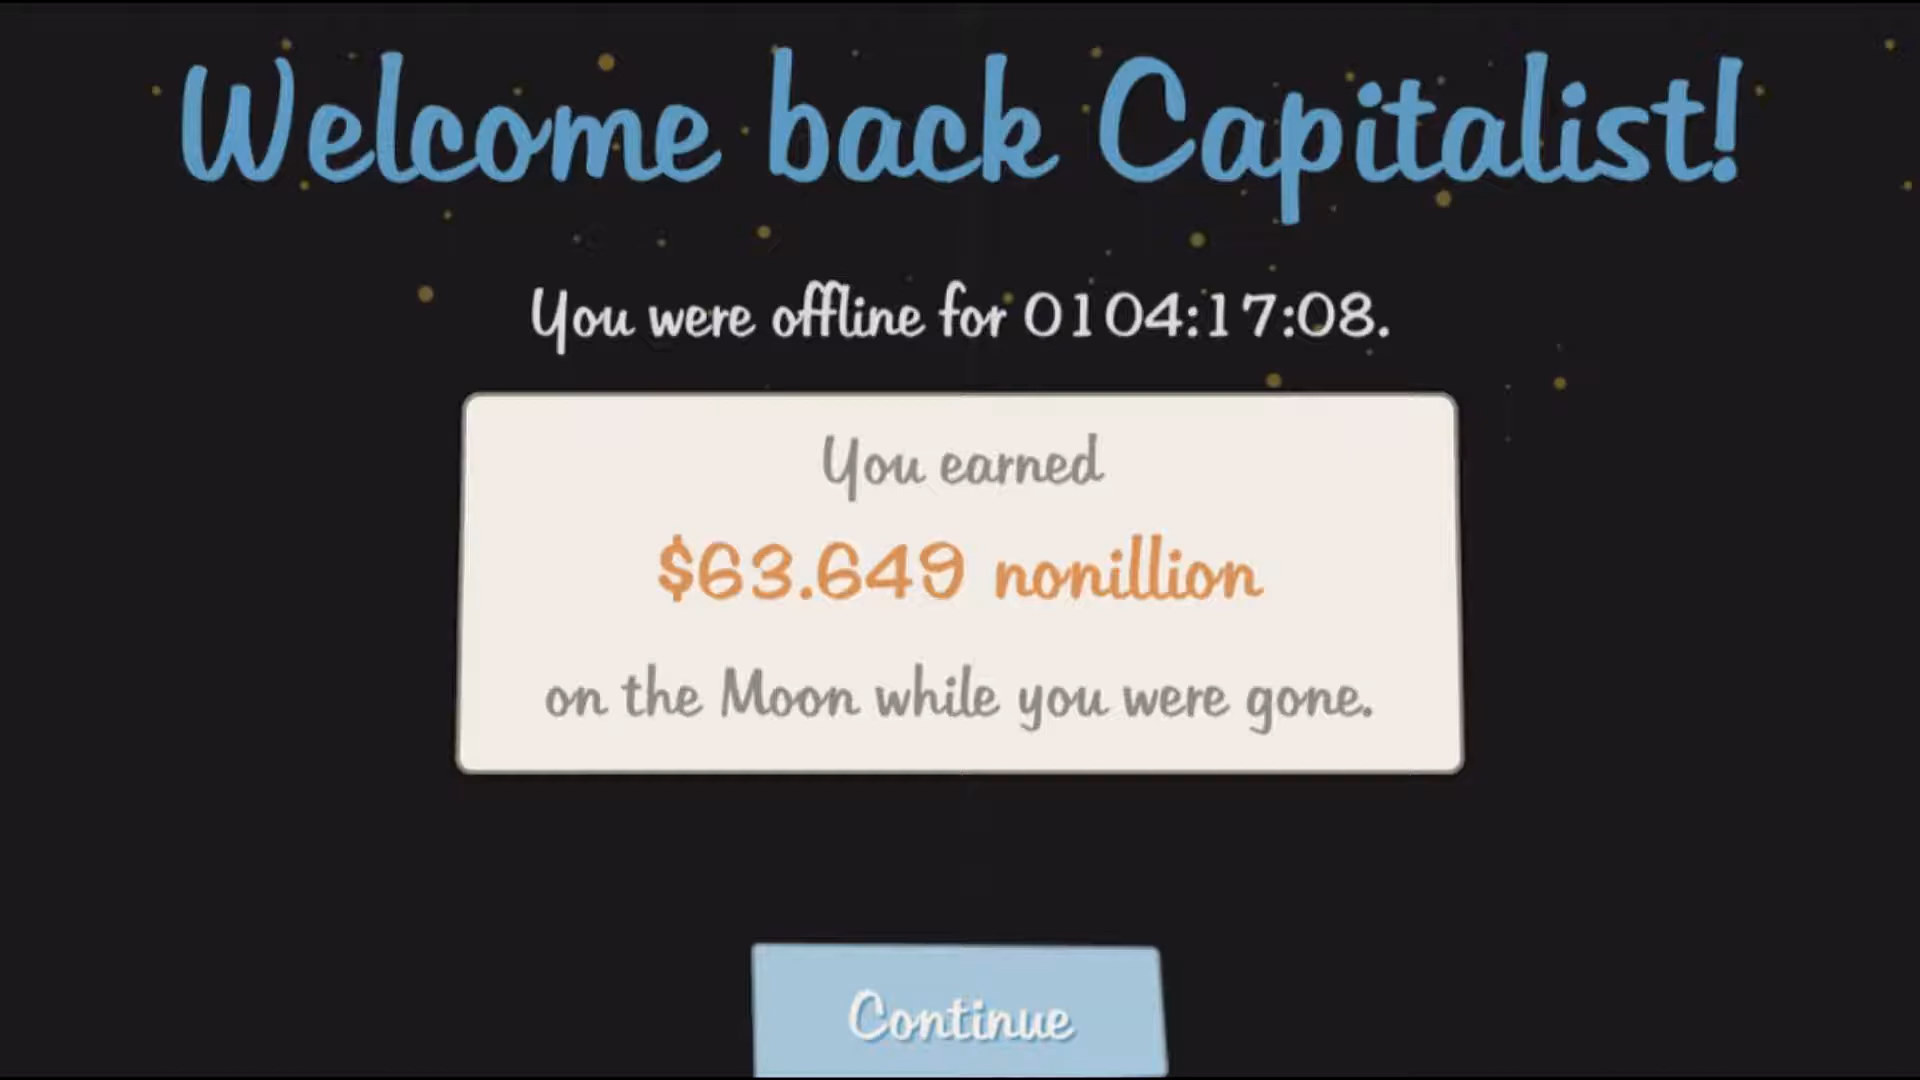 Welcome back Capitalist!
You were offline for 0104:17:08.
You earned
$63.649 nonillion
on the Moon while you were gone.
Continue